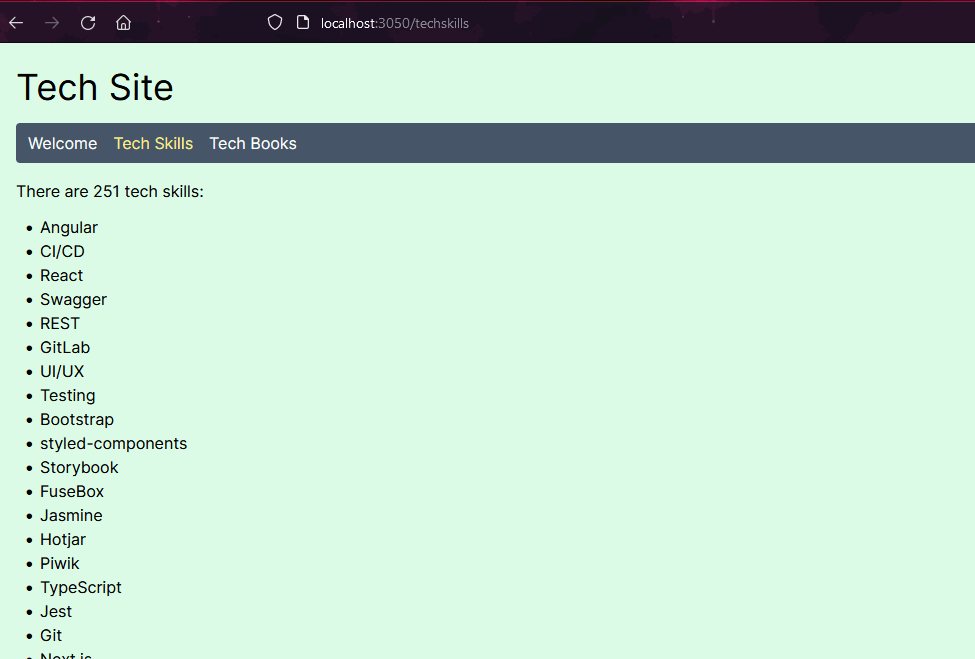 localhost:3050/techskills
Tech Site
Welcome Tech Skills Tech Books
There are 251 tech skills:
• Angular
• CI/CD
• React
• Swagger
• REST
• GitLab
• UI/UX
• Testing
• Bootstrap
• styled-components
• Storybook
• FuseBox
• Jasmine
• Hotjar
• Piwik
• TypeScript
• Jest
• Git